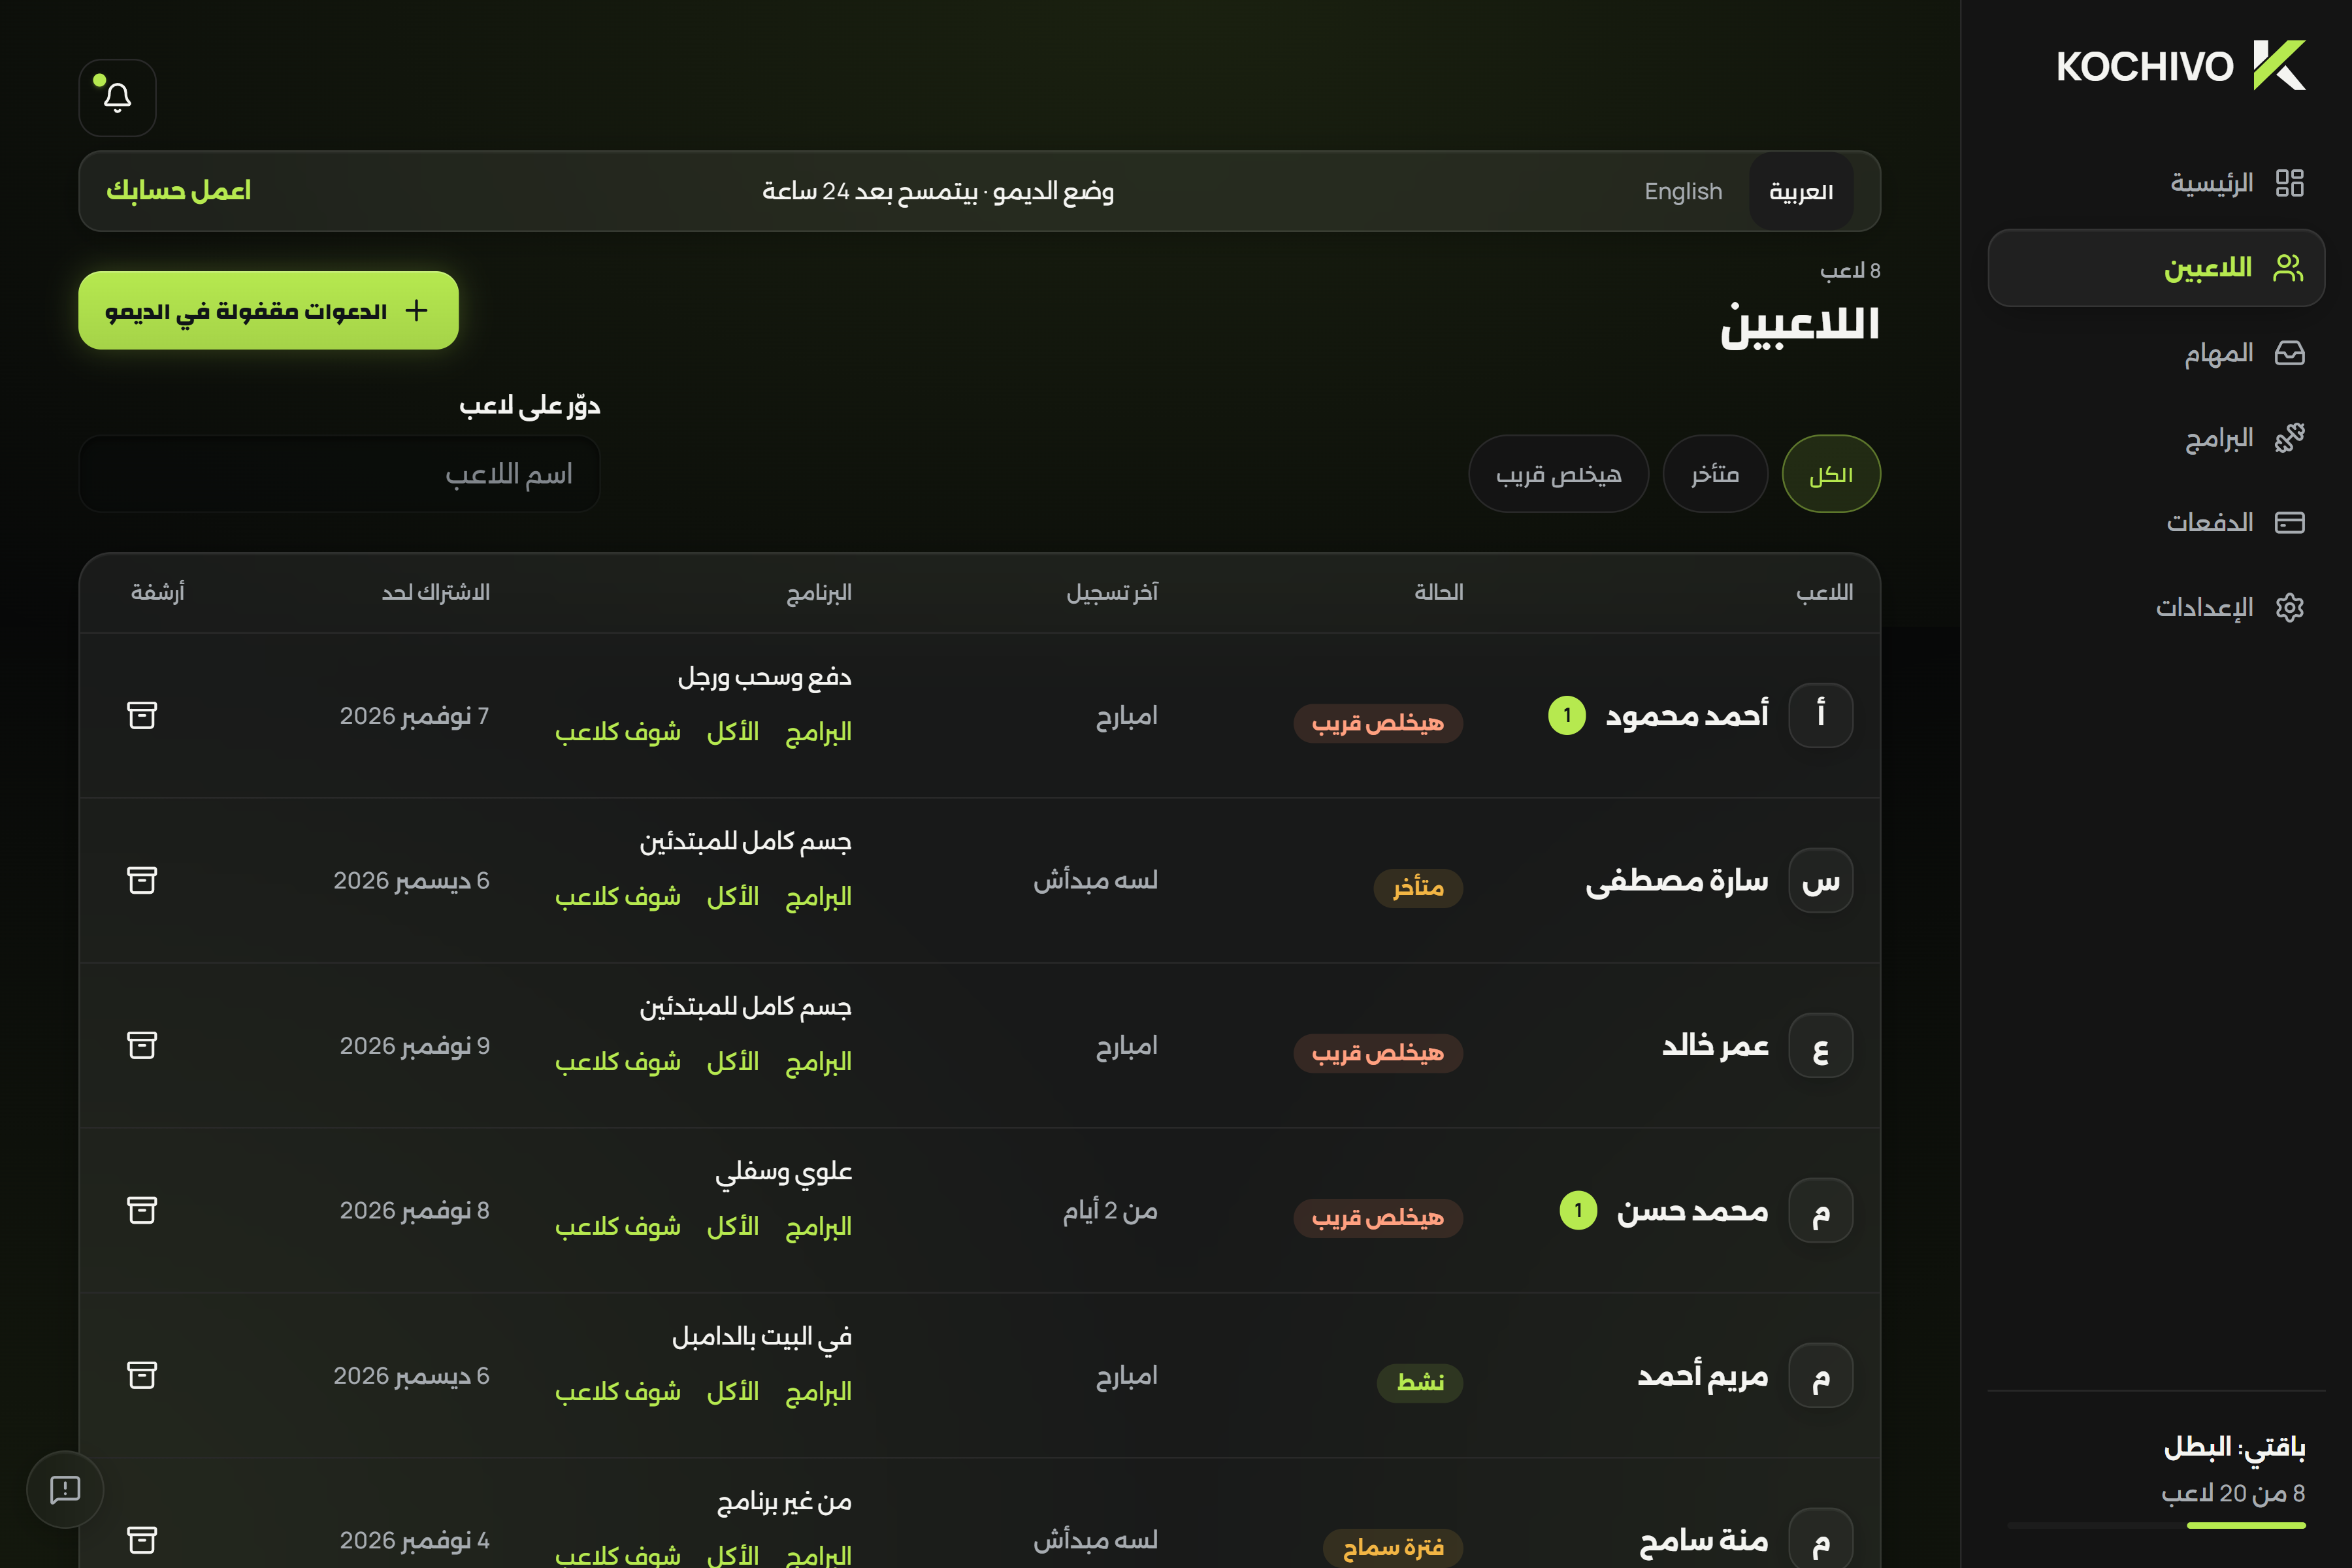 KOCHIVO
الرئيسية
اللاعبين
المهام
البرامج
الدفعات
الإعدادات
باقتي: البطل
8 من 20 لاعب
العربية English وضع الديمو · بيتمسح بعد 24 ساعة اعمل حسابك
8 لاعب
اللاعبين
+ الدعوات مقفولة في الديمو
دوّر على لاعب
الكل متأخر هيخلص قريب اسم اللاعب
اللاعب الحالة آخر تسجيل البرنامج الاشتراك لحد أرشفة
أ أحمد محمود 1 هيخلص قريب امبارح دفع وسحب ورجل 7 نوفمبر 2026
البرامج الأكل شوف كلاعب
س سارة مصطفى متأخر لسه مبدأش جسم كامل للمبتدئين 6 ديسمبر 2026
البرامج الأكل شوف كلاعب
ع عمر خالد هيخلص قريب امبارح جسم كامل للمبتدئين 9 نوفمبر 2026
البرامج الأكل شوف كلاعب
م محمد حسن 1 هيخلص قريب من 2 أيام علوي وسفلي 8 نوفمبر 2026
البرامج الأكل شوف كلاعب
م مريم أحمد نشط امبارح في البيت بالدامبل 6 ديسمبر 2026
البرامج الأكل شوف كلاعب
م منة سامح فترة سماح لسه مبدأش من غير برنامج 4 نوفمبر 2026
البرامج الأكل شوف كلاعب